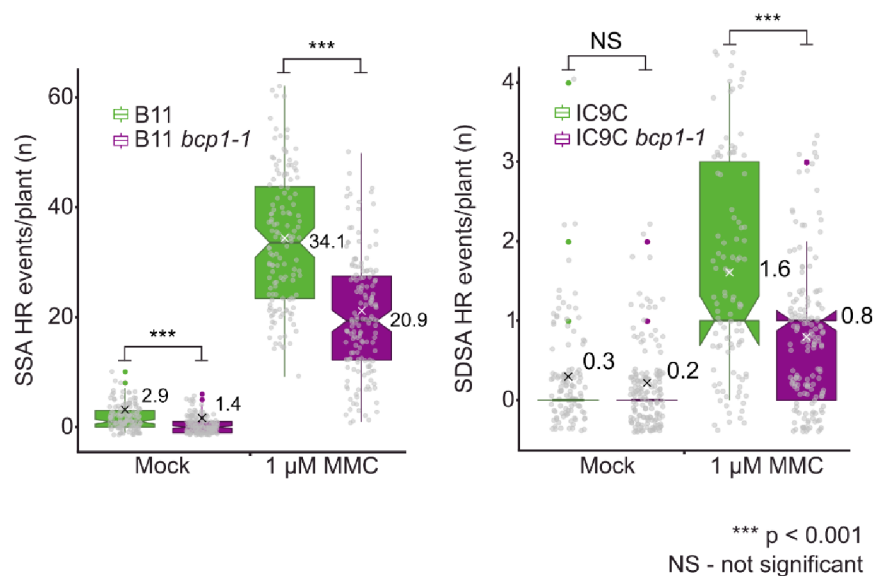 SSA HR events/plant (n)
60
40
20
0
B11
B11 bcp1-1
***
***
2.9
1.4
34.1
20.9
Mock
1 µM MMC
SDSA HR events/plant (n)
4
3
2
1
0
NS
***
IC9C
IC9C bcp1-1
0.3
0.2
1.6
0.8
Mock
1 µM MMC
*** p < 0.001
NS - not significant